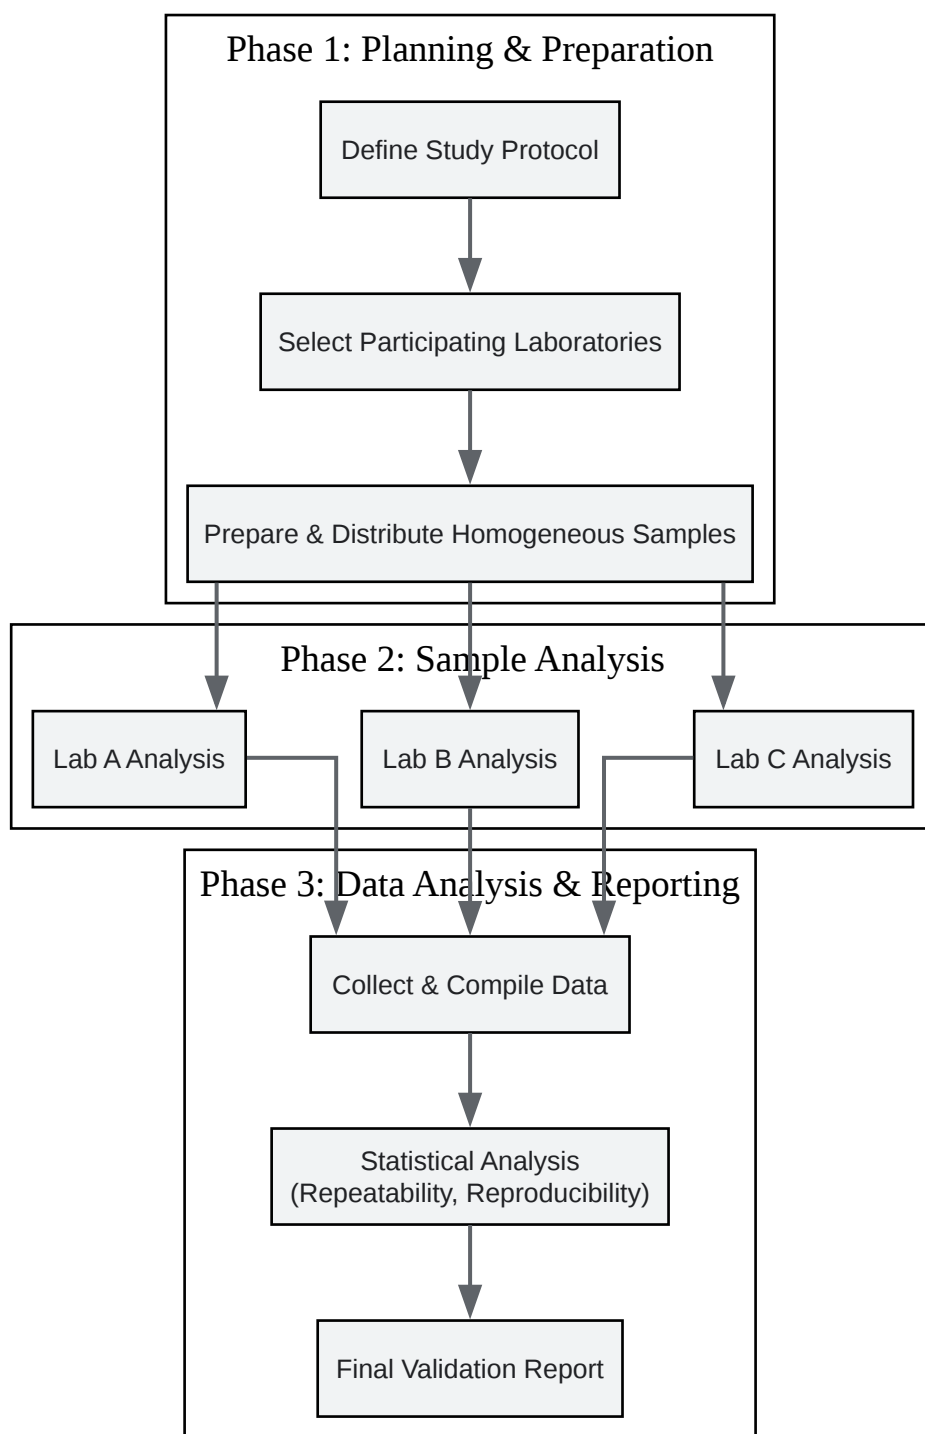 Phase 1: Planning & Preparation
Define Study Protocol
Select Participating Laboratories
Prepare & Distribute Homogeneous Samples
Phase 2: Sample Analysis
Lab A Analysis
Lab B Analysis
Lab C Analysis
Phase 3: Data Analysis & Reporting
Collect & Compile Data
Statistical Analysis
(Repeatability, Reproducibility)
Final Validation Report